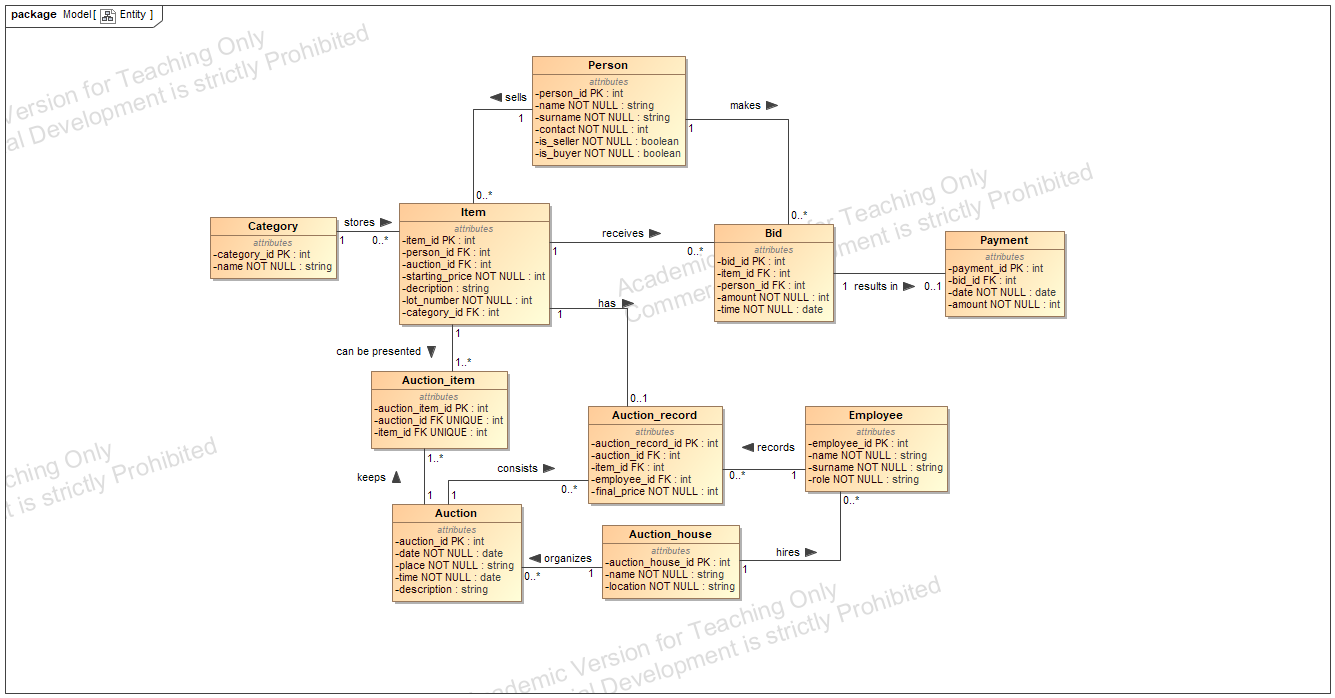 package Model[ Entity ]
Version for Teaching Only
al Development is strictly Prohibited
Person
attributes
-person_id PK : int
-name NOT NULL : string
-surname NOT NULL : string
-contact NOT NULL : int
-is_seller NOT NULL : boolean
-is_buyer NOT NULL : boolean
sells
1
0..*
makes
1
0..*
Category
attributes
-category_id PK : int
-name NOT NULL : string
stores
1
0..*
Item
attributes
-item_id PK : int
-person_id FK : int
-auction_id FK : int
-starting_price NOT NULL : int
-decription : string
-lot_number NOT NULL : int
-category_id FK : int
receives
1
0..*
Bid
attributes
-bid_id PK : int
-item_id FK : int
-person_id FK : int
-amount NOT NULL : int
-time NOT NULL : date
1
results in
0..1
Payment
attributes
-payment_id PK : int
-bid_id FK : int
-date NOT NULL : date
-amount NOT NULL : int
Academic
for Teaching Only
Commer
ment is strictly Prohibited
has
1
0..1
can be presented
1
1..*
Auction_item
attributes
-auction_item_id PK : int
-auction_id FK UNIQUE : int
-item_id FK UNIQUE : int
keeps
1..*
1
consists
1
0..*
Auction_record
attributes
-auction_record_id PK : int
-auction_id FK : int
-item_id FK : int
-employee_id FK : int
-final_price NOT NULL : int
records
0..*
1
Employee
attributes
-employee_id PK : int
-name NOT NULL : string
-surname NOT NULL : string
-role NOT NULL : string
Auction
attributes
-auction_id PK : int
-date NOT NULL : date
-place NOT NULL : string
-time NOT NULL : date
-description : string
organizes
0..*
1
Auction_house
attributes
-auction_house_id PK : int
-name NOT NULL : string
-location NOT NULL : string
hires
1
0..*
ching Only
t is strictly Prohibited
ademic Version for Teaching Only
ial Development is strictly Prohibited